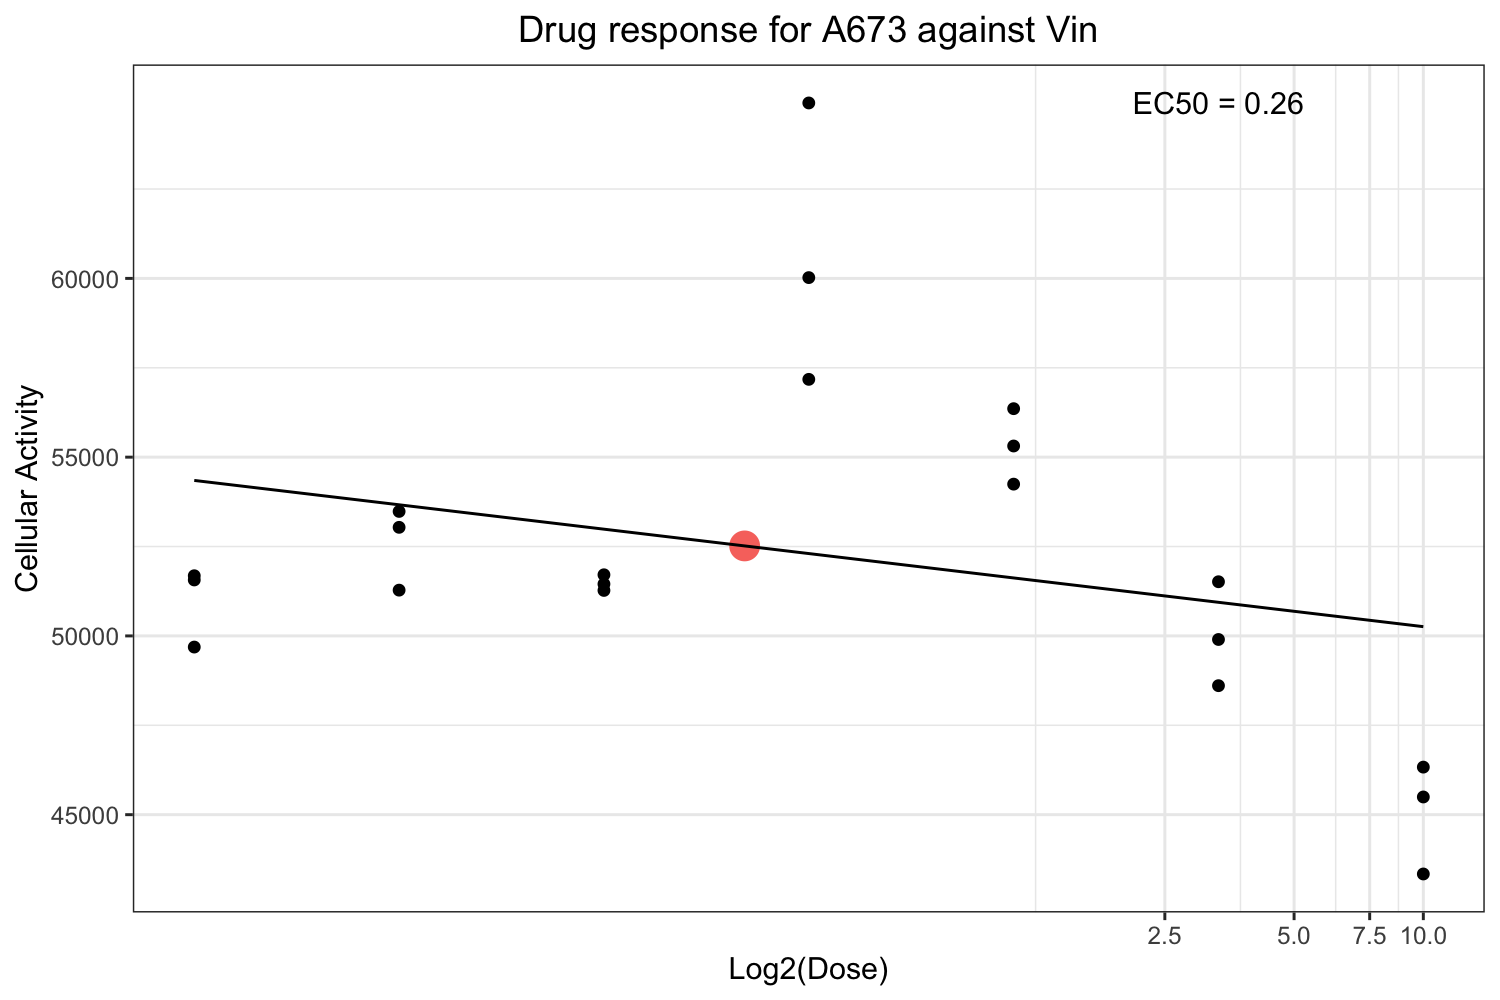 Drug response for A673 against Vin
EC50 = 0.26
60000
55000
50000
45000
Cellular Activity
2.5 5.0 7.5 10.0
Log2(Dose)